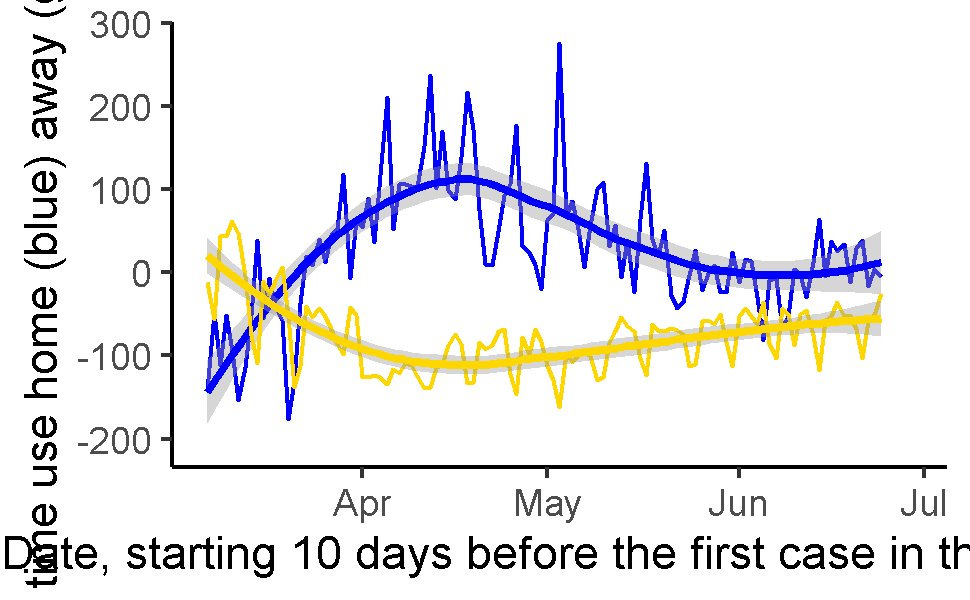 time use home (blue) away (
300
200
100
0
-100
-200
Apr
May
Jun
Jul
Date, starting 10 days before the first case in th